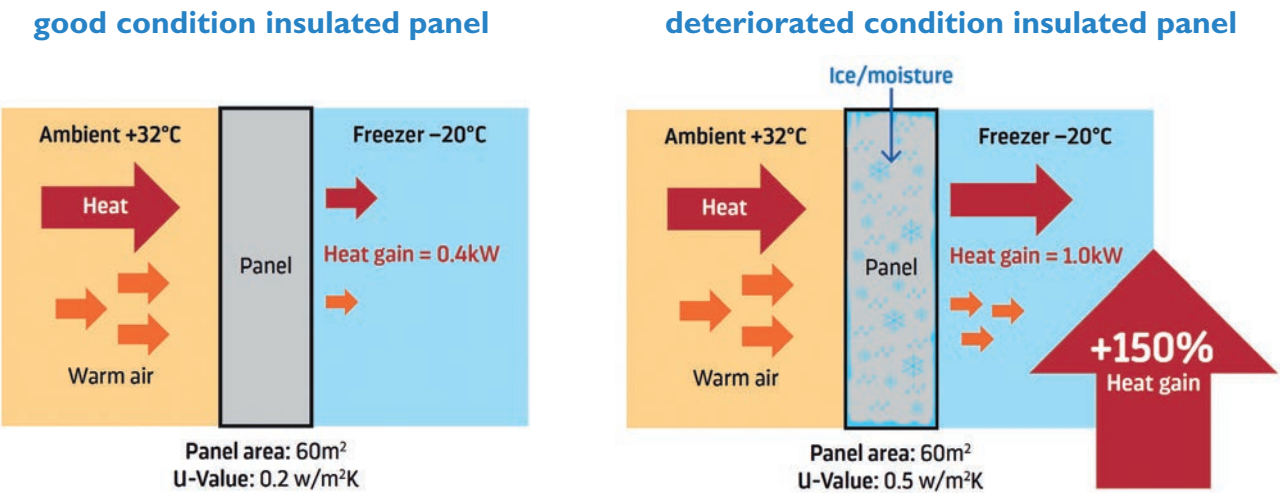 good condition insulated panel
Ambient +32°C
Freezer –20°C
Heat
Heat gain = 0.4kW
Panel
Warm air
Panel area: 60m²
U-Value: 0.2 w/m²K
deteriorated condition insulated panel
Ice/moisture
Ambient +32°C
Freezer –20°C
Heat
Heat gain = 1.0kW
Panel
Warm air
+150%
Heat gain
Panel area: 60m²
U-Value: 0.5 w/m²K